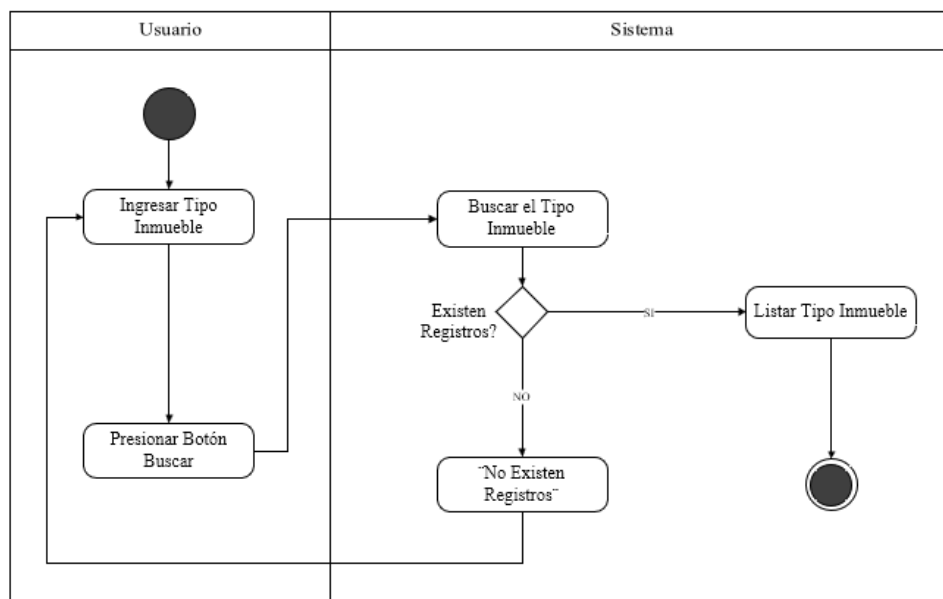 Usuario
Sistema
Ingresar Tipo
Inmueble
Buscar el Tipo
Inmueble
Existen
Registros?
SI
Listar Tipo Inmueble
NO
Presionar Botón
Buscar
¨No Existen
Registros¨